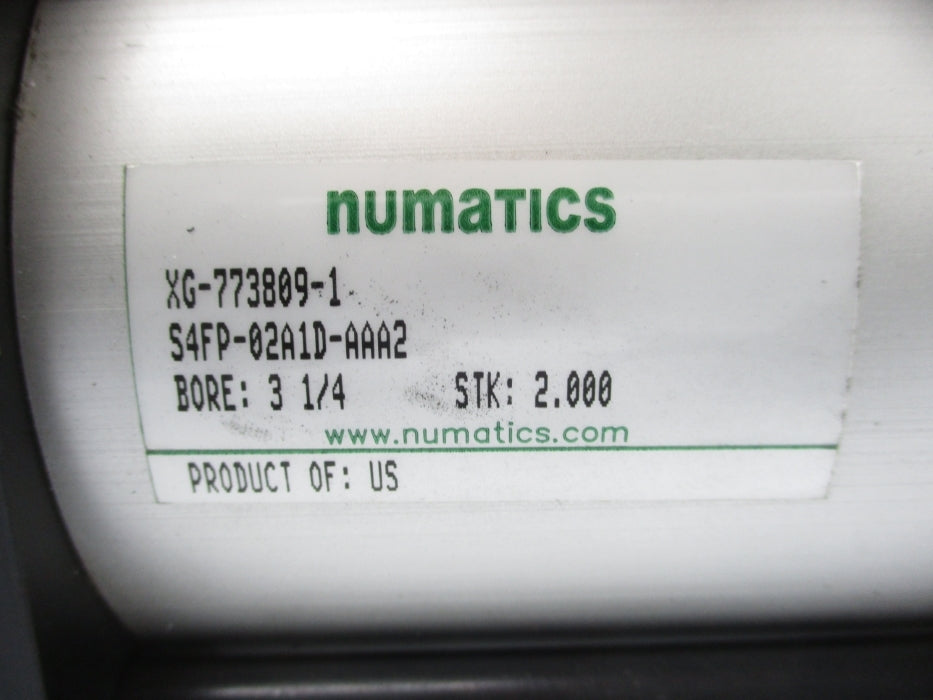 numatics
XG-773809-1
S4FP-02A1D-AAA2
BORE: 3 1/4 STK: 2.000
www.numatics.com
PRODUCT OF: US